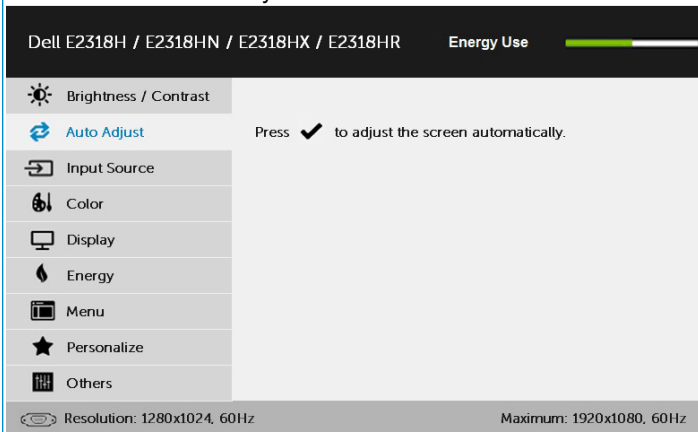 Dell E2318H / E2318HN / E2318HX / E2318HR Energy Use
Brightness / Contrast
Auto Adjust
Press to adjust the screen automatically.
Input Source
Color
Display
Energy
Menu
Personalize
Others
Resolution: 1280x1024, 60Hz Maximum: 1920x1080, 60Hz